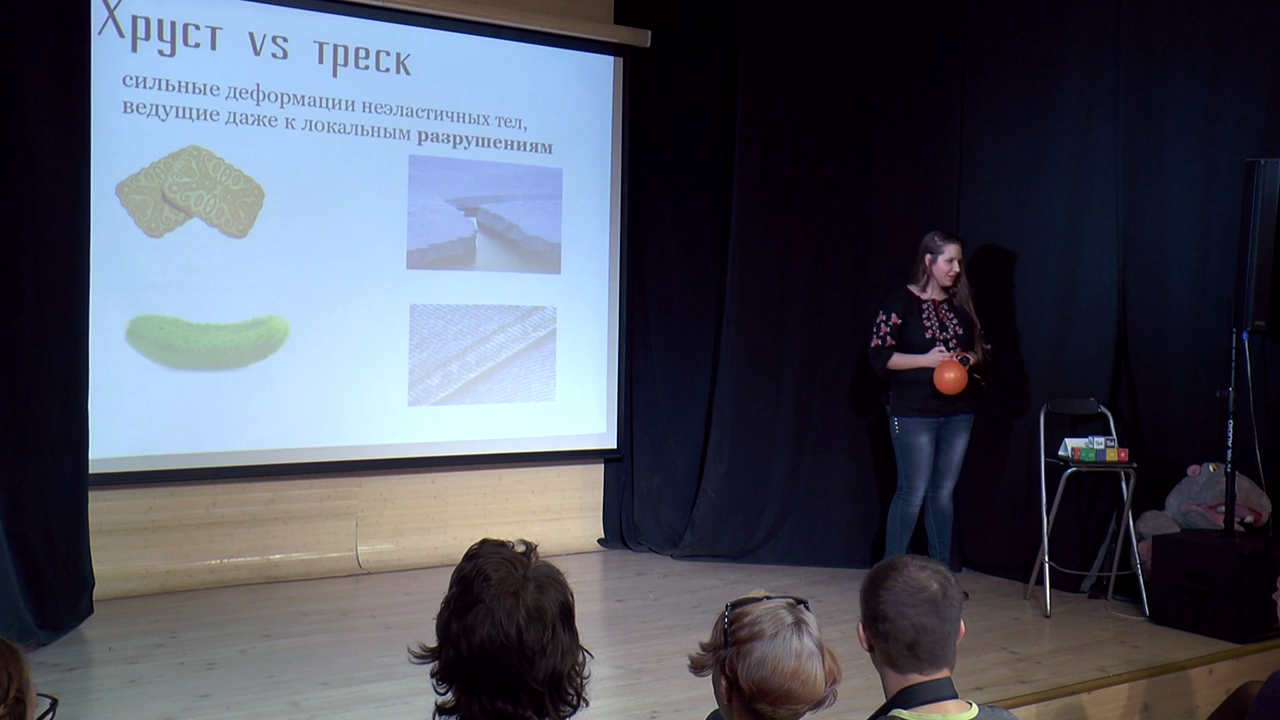 Хруст vs треск
сильные деформации неэластичных тел,
ведущие даже к локальным разрушениям